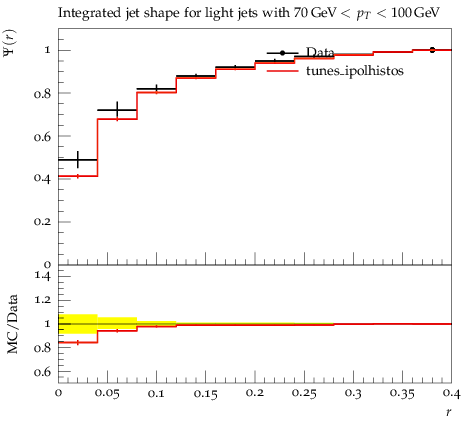 Integrated jet shape for light jets with 70 GeV < p_T < 100 GeV
Ψ(r)
1
0.8
0.6
0.4
0.2
0
Data
tunes_ipolhistos
MC/Data
1.4
1.2
1
0.8
0.6
0 0.05 0.1 0.15 0.2 0.25 0.3 0.35 0.4
r